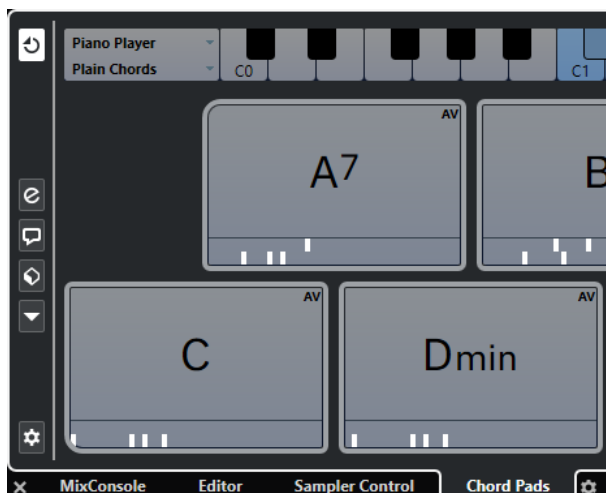 Piano Player
Plain Chords
C0
C1
AV
A7
B
AV
C
AV
Dmin
MixConsole
Editor
Sampler Control
Chord Pads